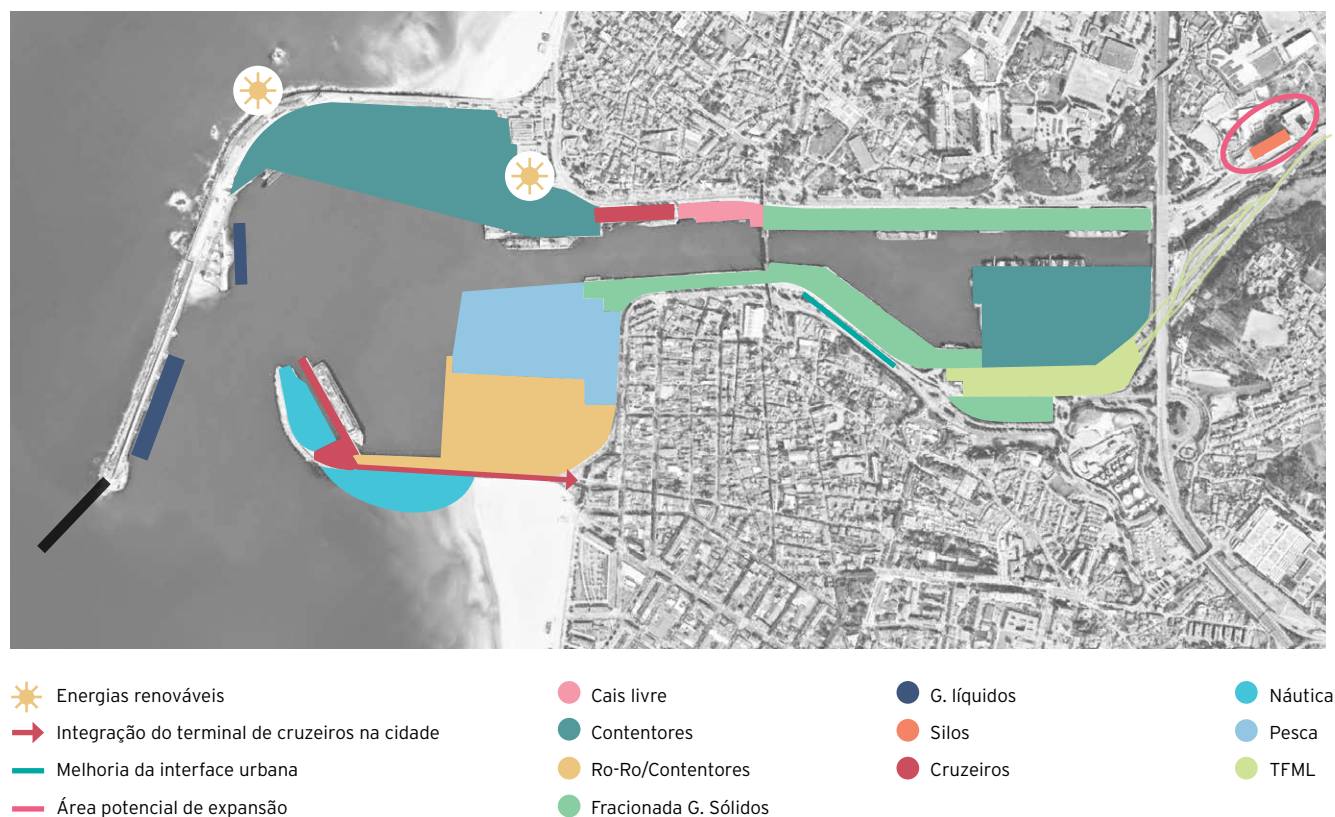 Energias renováveis
Integração do terminal de cruzeiros na cidade
Melhoria da interface urbana
Área potencial de expansão
Cais livre
Contentores
Ro-Ro/Contentores
Fracionada G. Sólidos
G. líquidos
Silos
Cruzeiros
Náutica
Pesca
TFML